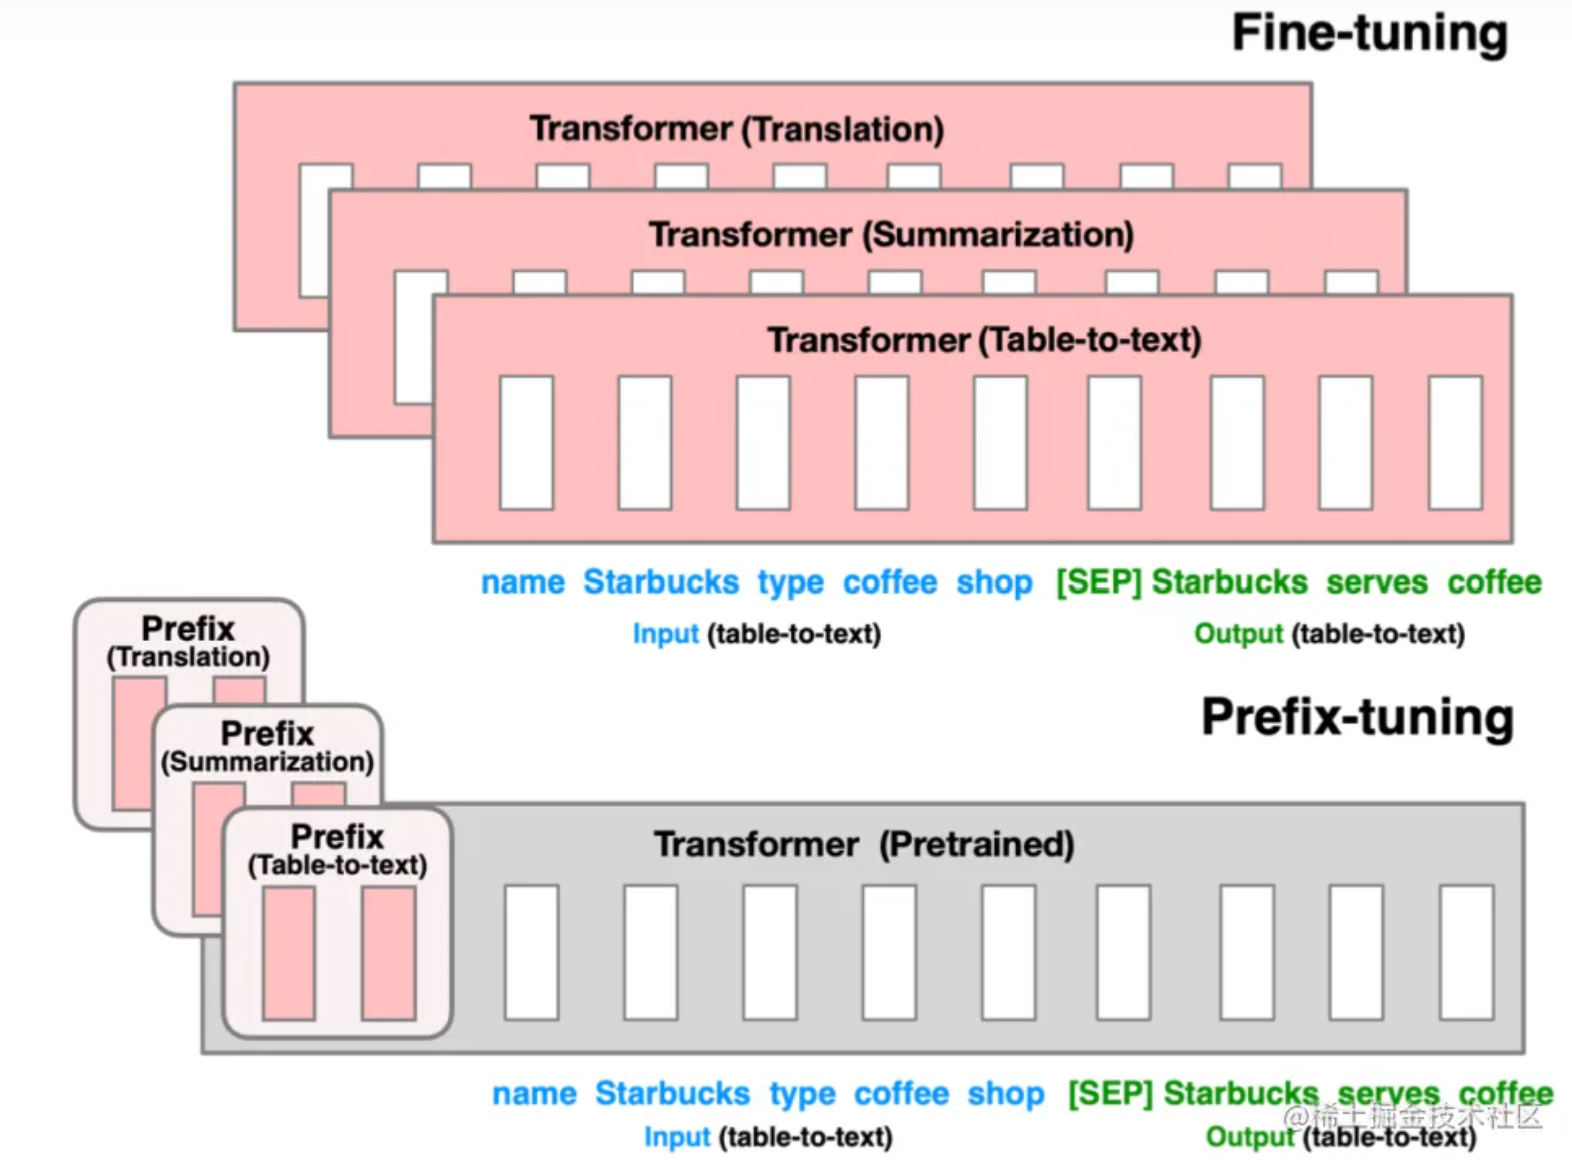 Fine-tuning
Transformer (Translation)
Transformer (Summarization)
Transformer (Table-to-text)
name Starbucks type coffee shop [SEP] Starbucks serves coffee
Input (table-to-text) Output (table-to-text)
Prefix
(Translation)
Prefix-tuning
Prefix
(Summarization)
Prefix
(Table-to-text)
Transformer (Pretrained)
name Starbucks type coffee shop [SEP] Starbucks serves coffee
@稀土掘金技术社区
Input (table-to-text) Output (table-to-text)